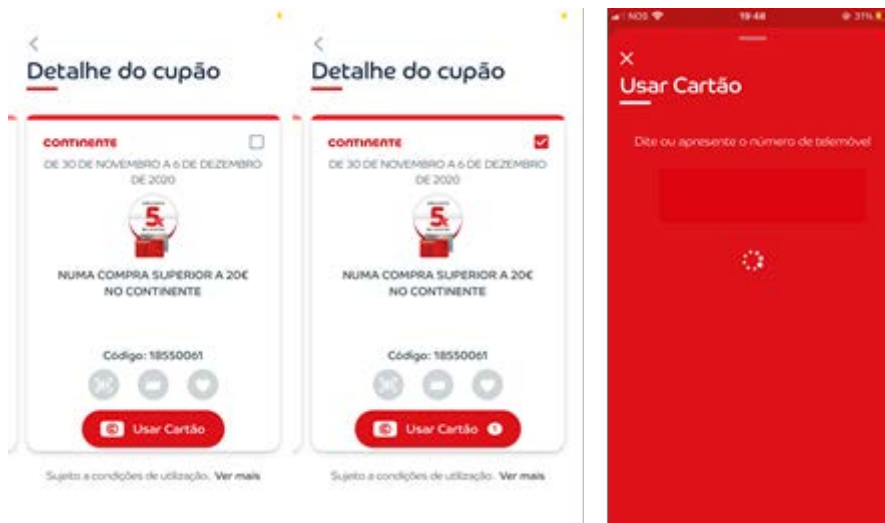 Detalhe do cupão
CONTINENTE
DE 30 DE NOVEMBRO A 6 DE DEZEMBRO
DE 2020
5€
NUMA COMPRA SUPERIOR A 20€
NO CONTINENTE
Código: 18550061
Usar Cartão
Sujeito a condições de utilização. Ver mais
Detalhe do cupão
CONTINENTE
DE 30 DE NOVEMBRO A 6 DE DEZEMBRO
DE 2020
5€
NUMA COMPRA SUPERIOR A 20€
NO CONTINENTE
Código: 18550061
Usar Cartão 1
Sujeito a condições de utilização. Ver mais
NOS 19:48 31%
Usar Cartão
Dite ou apresente o número de telemóvel